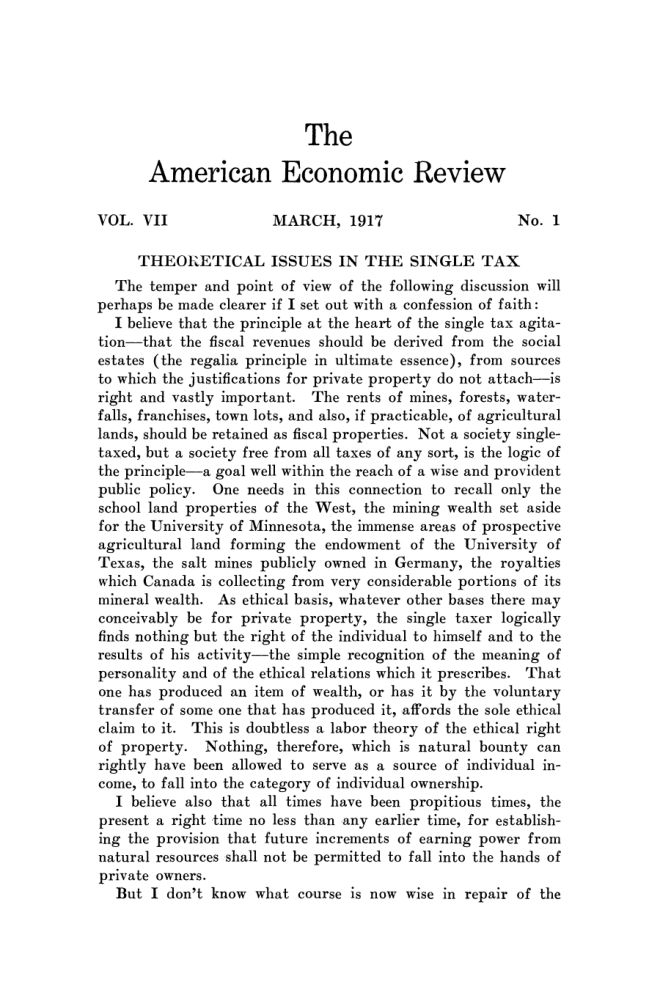 The
American Economic Review
VOL. VII MARCH, 1917 No. 1
THEORETICAL ISSUES IN THE SINGLE TAX
The temper and point of view of the following discussion will
perhaps be made clearer if I set out with a confession of faith:
I believe that the principle at the heart of the single tax agita-
tion—that the fiscal revenues should be derived from the social
estates (the regalia principle in ultimate essence), from sources
to which the justifications for private property do not attach—is
right and vastly important. The rents of mines, forests, water-
falls, franchises, town lots, and also, if practicable, of agricultural
lands, should be retained as fiscal properties. Not a society single-
taxed, but a society free from all taxes of any sort, is the logic of
the principle—a goal well within the reach of a wise and provident
public policy. One needs in this connection to recall only the
school land properties of the West, the mining wealth set aside
for the University of Minnesota, the immense areas of prospective
agricultural land forming the endowment of the University of
Texas, the salt mines publicly owned in Germany, the royalties
which Canada is collecting from very considerable portions of its
mineral wealth. As ethical basis, whatever other bases there may
conceivably be for private property, the single taxer logically
finds nothing but the right of the individual to himself and to the
results of his activity—the simple recognition of the meaning of
personality and of the ethical relations which it prescribes. That
one has produced an item of wealth, or has it by the voluntary
transfer of some one that has produced it, affords the sole ethical
claim to it. This is doubtless a labor theory of the ethical right
of property. Nothing, therefore, which is natural bounty can
rightly have been allowed to serve as a source of individual in-
come, to fall into the category of individual ownership.
I believe also that all times have been propitious times, the
present a right time no less than any earlier time, for establish-
ing the provision that future increments of earning power from
natural resources shall not be permitted to fall into the hands of
private owners.
But I don't know what course is now wise in repair of the